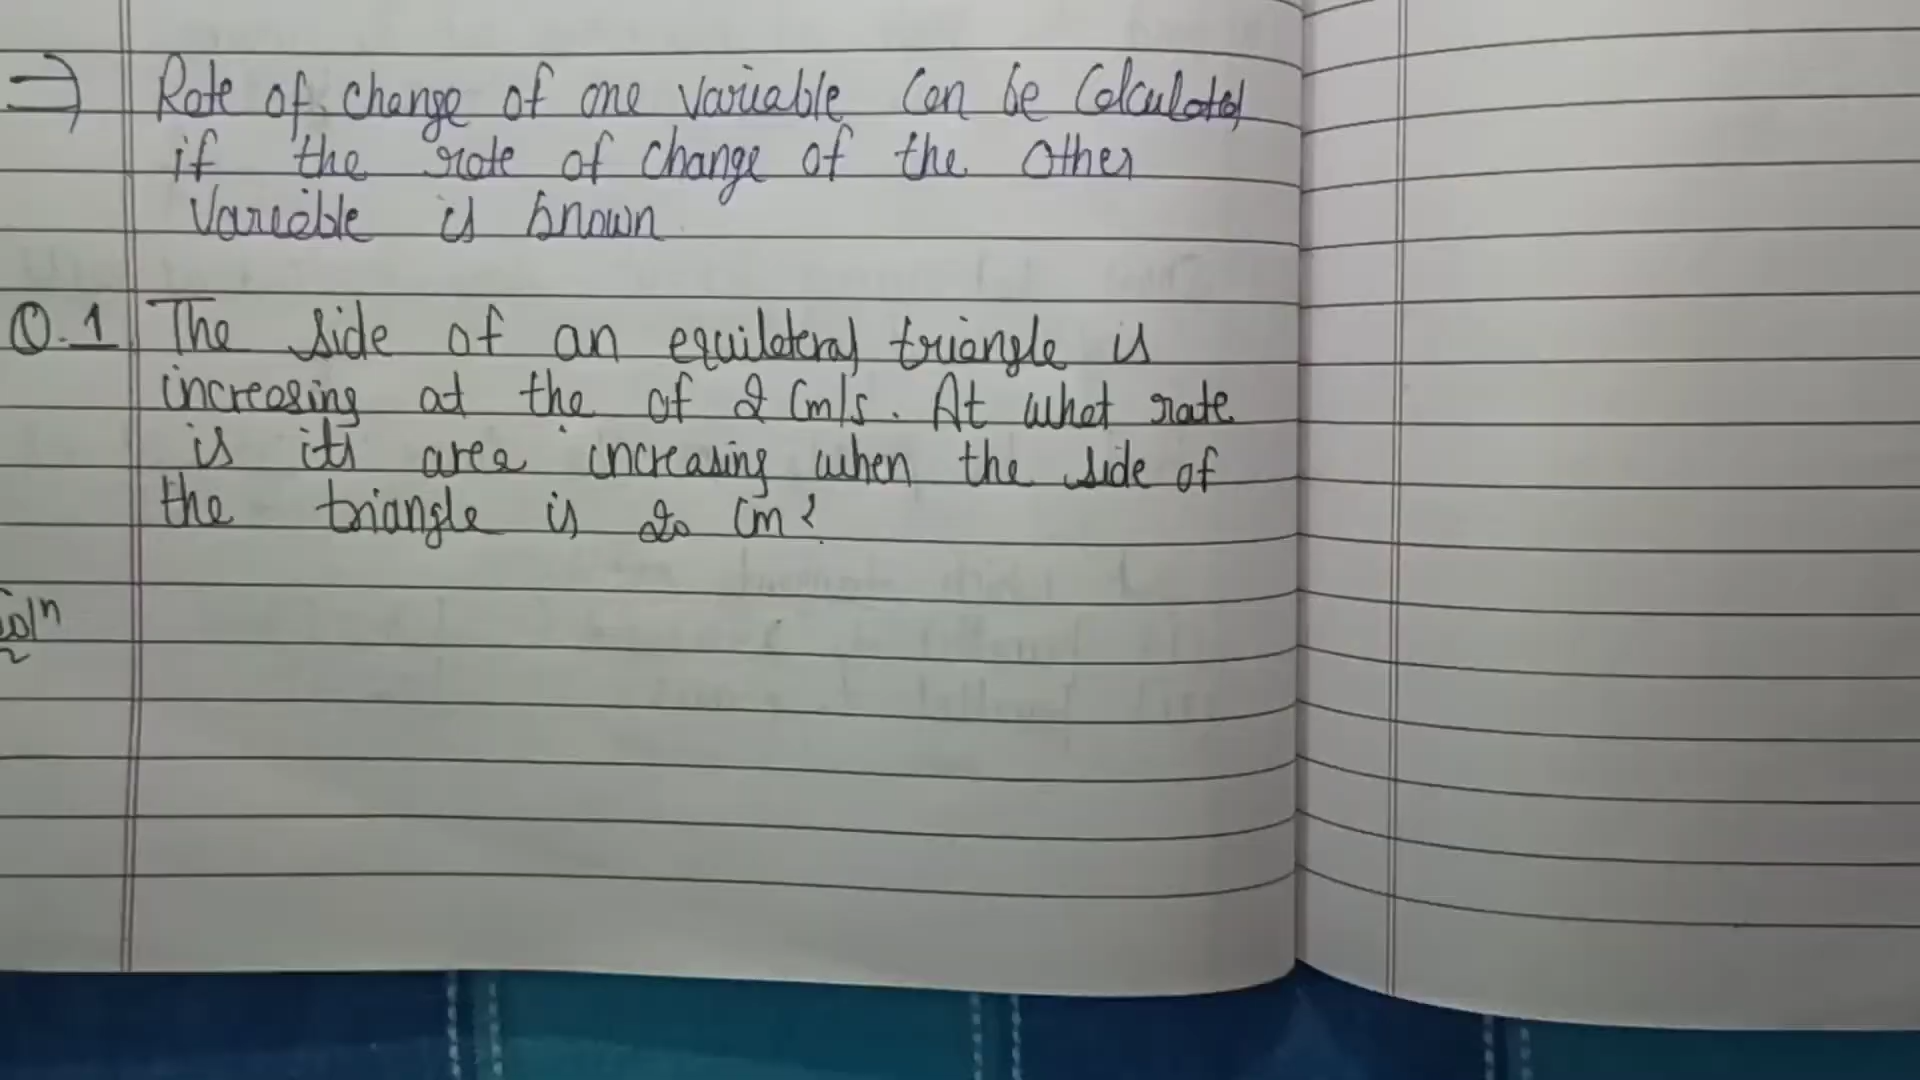 ⇒ Rate of change of one variable can be Calculated
if the rate of change of the other
Variable is known
Q.1 The side of an equilateral triangle is
increasing at the of 2 Cm/s. At what rate
is its area increasing when the side of
the triangle is 20 Cm?
Solⁿ